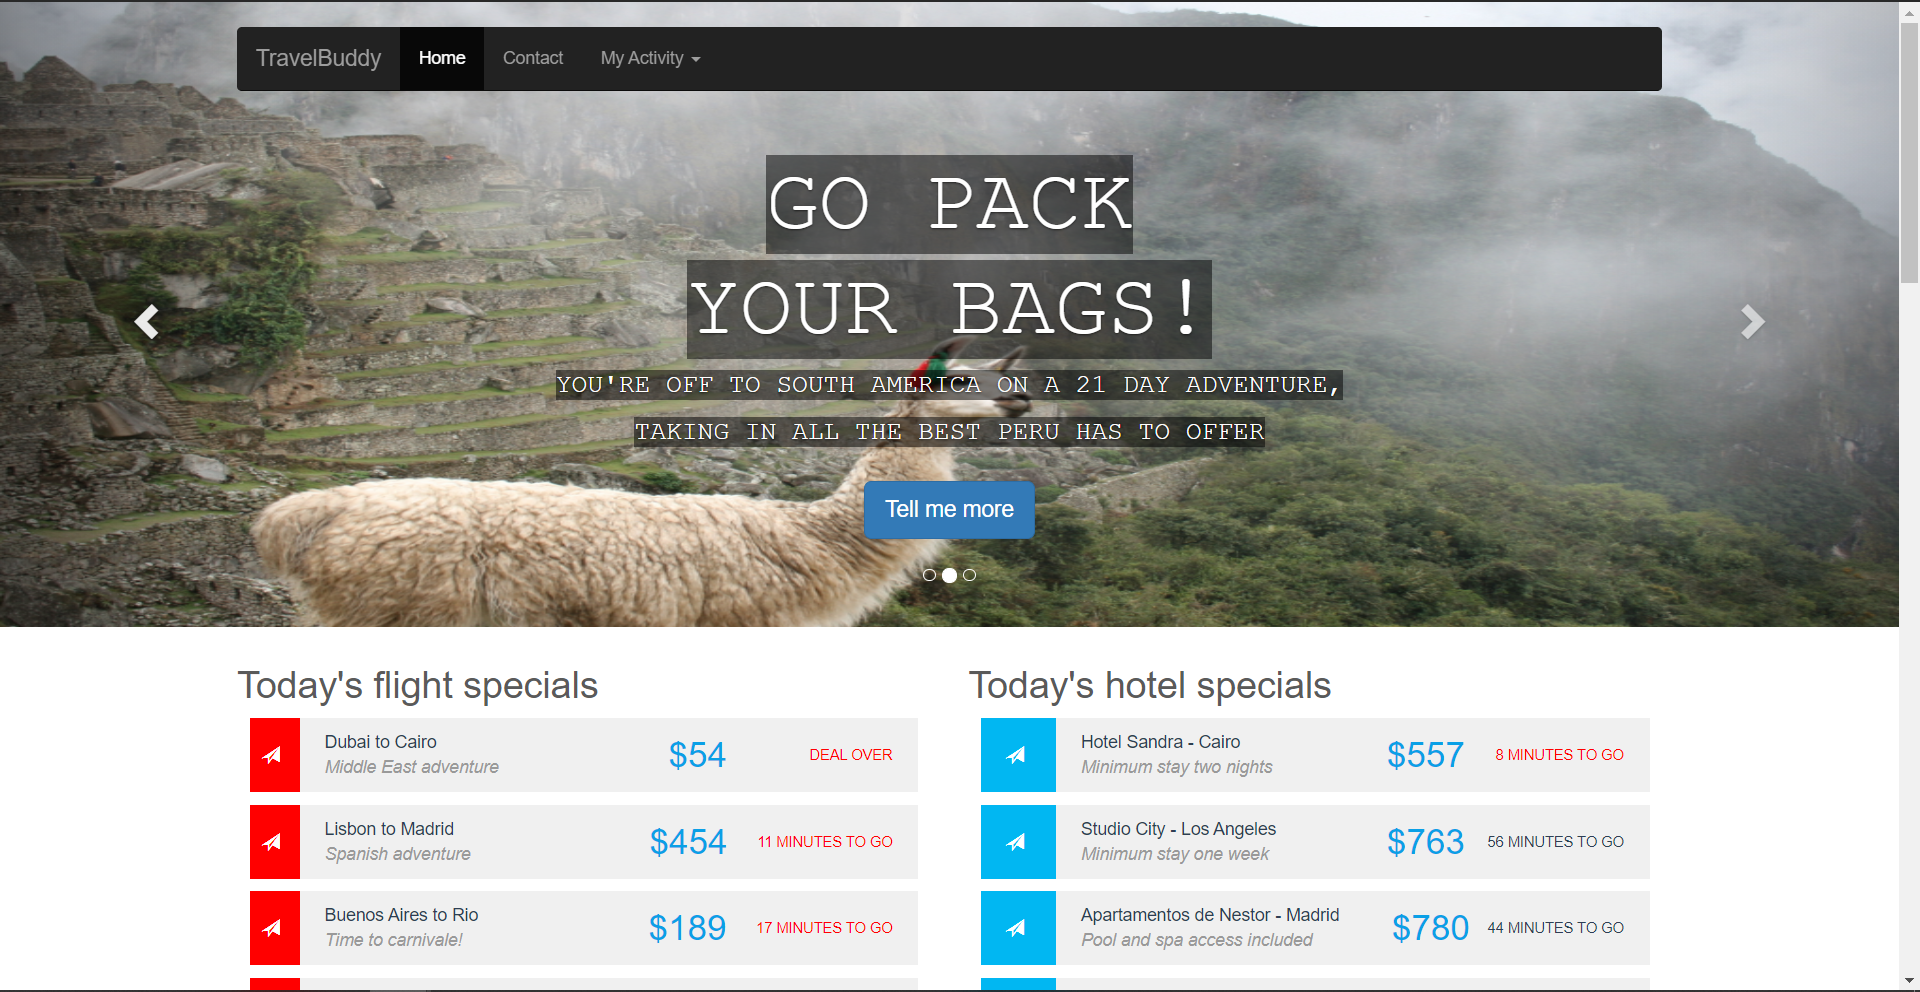 TravelBuddy Home Contact My Activity
GO PACK
YOUR BAGS!
YOU'RE OFF TO SOUTH AMERICA ON A 21 DAY ADVENTURE,
TAKING IN ALL THE BEST PERU HAS TO OFFER
Tell me more
Today's flight specials
Dubai to Cairo
Middle East adventure
$54
DEAL OVER
Lisbon to Madrid
Spanish adventure
$454
11 MINUTES TO GO
Buenos Aires to Rio
Time to carnivale!
$189
17 MINUTES TO GO
Today's hotel specials
Hotel Sandra - Cairo
Minimum stay two nights
$557
8 MINUTES TO GO
Studio City - Los Angeles
Minimum stay one week
$763
56 MINUTES TO GO
Apartamentos de Nestor - Madrid
Pool and spa access included
$780
44 MINUTES TO GO